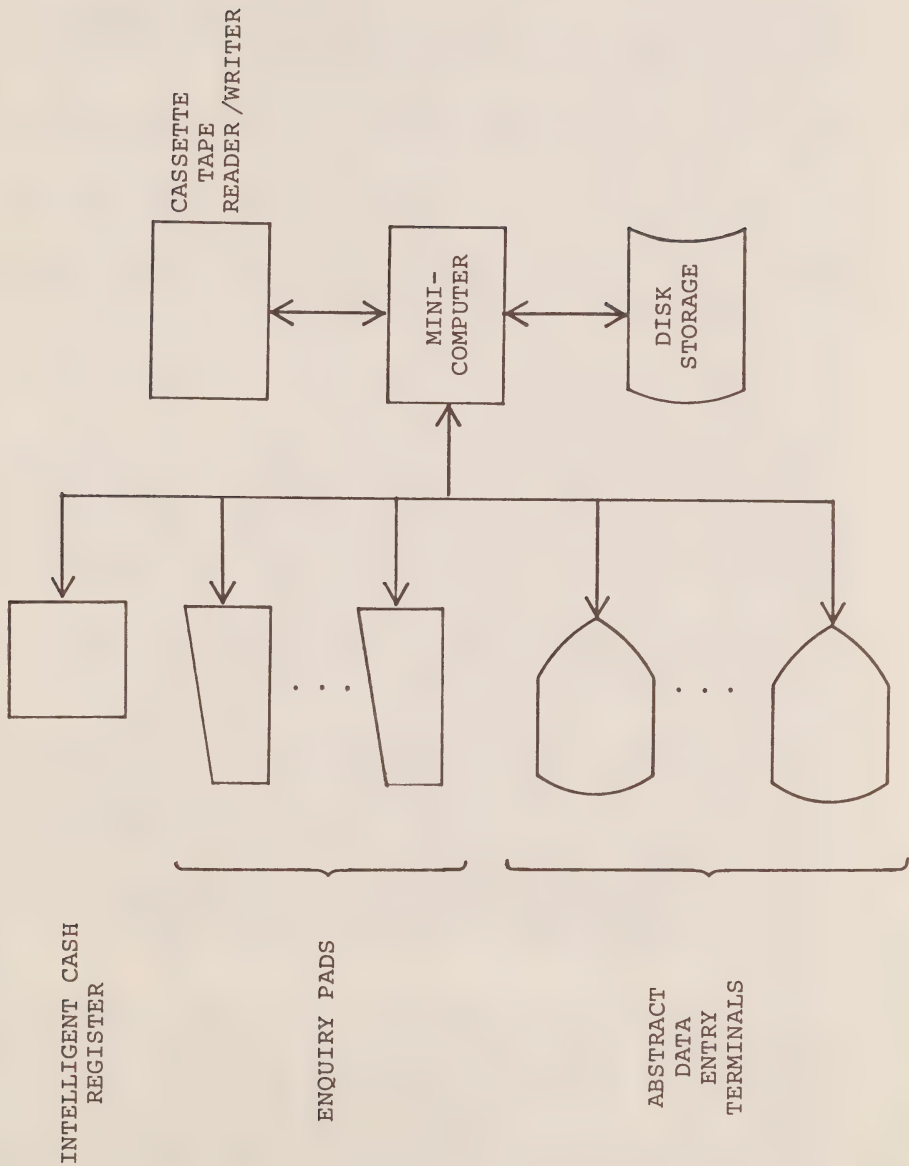 INTELLIGENT CASH
REGISTER
ENQUIRY PADS
ABSTRACT
DATA
ENTRY
TERMINALS
CASSETTE
TAPE
READER/WRITER
MINI-
COMPUTER
DISK
STORAGE